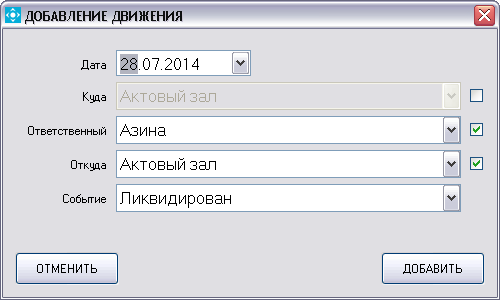 ДОБАВЛЕНИЕ ДВИЖЕНИЯ
Дата 28.07.2014
Куда Актовый зал
Ответственный Азина
Откуда Актовый зал
Событие Ликвидирован
ОТМЕНИТЬ ДОБАВИТЬ